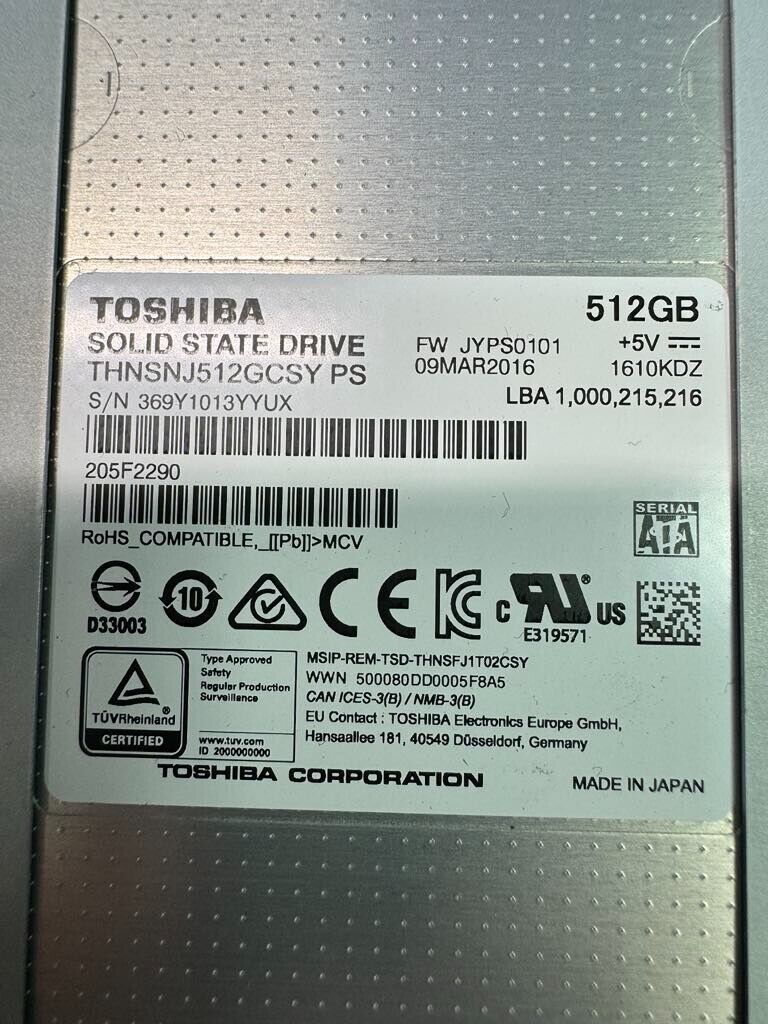 TOSHIBA
512GB
SOLID STATE DRIVE
FW JYPS0101
+5V
THNSNJ512GCSY PS
09MAR2016
1610KDZ
S/N 369Y1013YYUX
LBA 1,000,215,216
205F2290
RoHS_COMPATIBLE,_[[Pb]]>MCV
SERIAL
ATA
D33003
10
CE
KC
c RU® US
E319571
TÜVRheinland®
CERTIFIED
Type Approved
Safety
Regular Production
Surveillance
www.tuv.com
ID 2000000000
MSIP-REM-TSD-THNSFJ1T02CSY
WWN 500080DD0005F8A5
CAN ICES-3(B) / NMB-3(B)
EU Contact : TOSHIBA Electronics Europe GmbH,
Hansaallee 181, 40549 Düsseldorf, Germany
TOSHIBA CORPORATION
MADE IN JAPAN